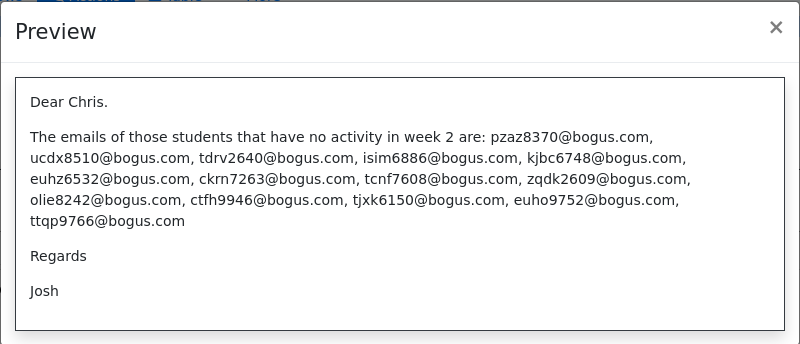 Preview
×
Dear Chris.
The emails of those students that have no activity in week 2 are: pzaz8370@bogus.com,
ucdx8510@bogus.com, tdrv2640@bogus.com, isim6886@bogus.com, kjbc6748@bogus.com,
euhz6532@bogus.com, ckrn7263@bogus.com, tcnf7608@bogus.com, zqdk2609@bogus.com,
olie8242@bogus.com, ctfh9946@bogus.com, tjxk6150@bogus.com, euho9752@bogus.com,
ttqp9766@bogus.com
Regards
Josh